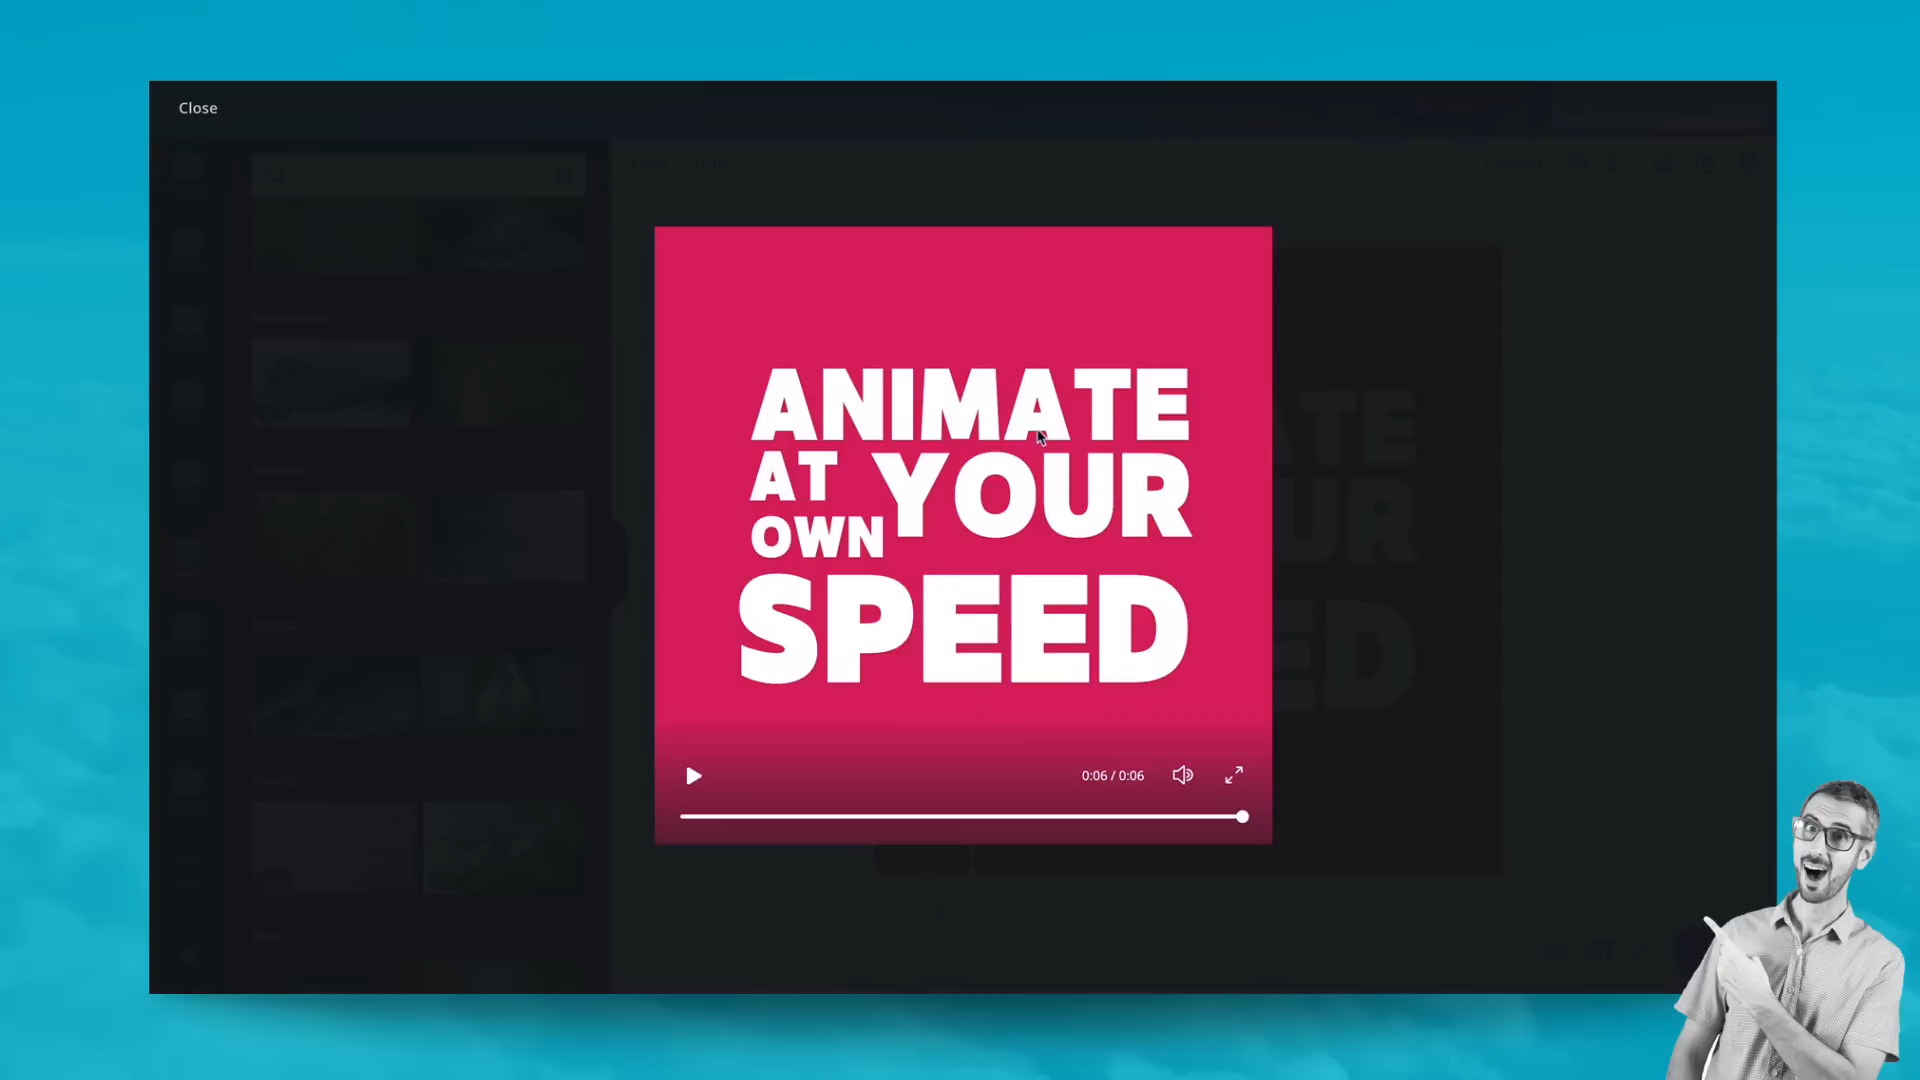 Close
ANIMATE
AT YOUR
OWN
SPEED
0:06 / 0:06